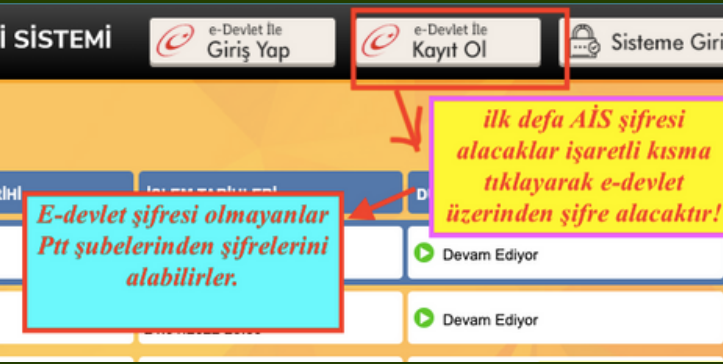 İ SİSTEMİ
e-Devlet İle
Giriş Yap
e-Devlet İle
Kayıt Ol
Sisteme Giri
ilk defa AİS şifresi
alacaklar işaretli kısma
tıklayarak e-devlet
üzerinden şifre alacaktır!
E-devlet şifresi olmayanlar
Ptt şubelerinden şifrelerini
alabilirler.
Devam Ediyor
Devam Ediyor